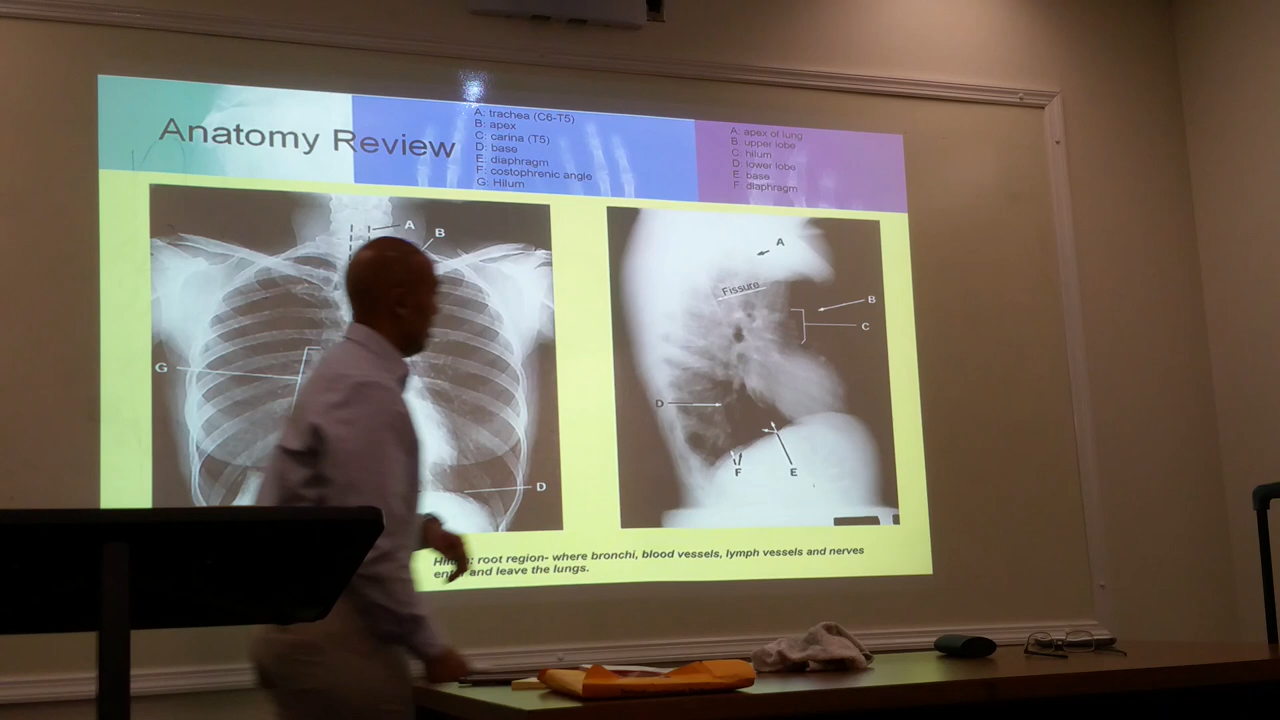 Anatomy Review
A: trachea (C6-T5)
B: apex
C: carina (T5)
D: base
E: diaphragm
F: costophrenic angle
G: Hilum
A: apex of lung
B: upper lobe
C: hilum
D: lower lobe
E: base
F: diaphragm
A
B
G
D
A
Fissure
B
C
D
F
E
: root region- where bronchi, blood vessels, lymph vessels and nerves
and leave the lungs.